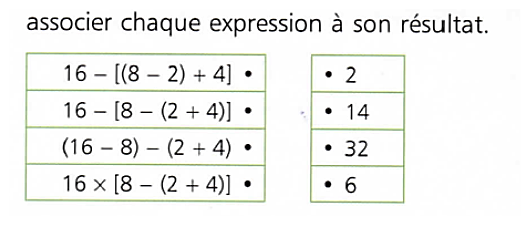 associer chaque expression à son résultat.
16 – [(8 – 2) + 4] • • 2
16 – [8 – (2 + 4)] • • 14
(16 – 8) – (2 + 4) • • 32
16 × [8 – (2 + 4)] • • 6